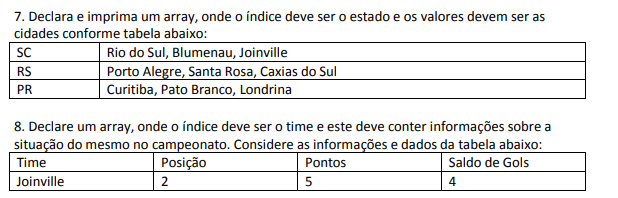 7. Declara e imprima um array, onde o índice deve ser o estado e os valores devem ser as
cidades conforme tabela abaixo:
SC Rio do Sul, Blumenau, Joinville
RS Porto Alegre, Santa Rosa, Caxias do Sul
PR Curitiba, Pato Branco, Londrina
8. Declare um array, onde o índice deve ser o time e este deve conter informações sobre a
situação do mesmo no campeonato. Considere as informações e dados da tabela abaixo:
Time Posição Pontos Saldo de Gols
Joinville 2 5 4